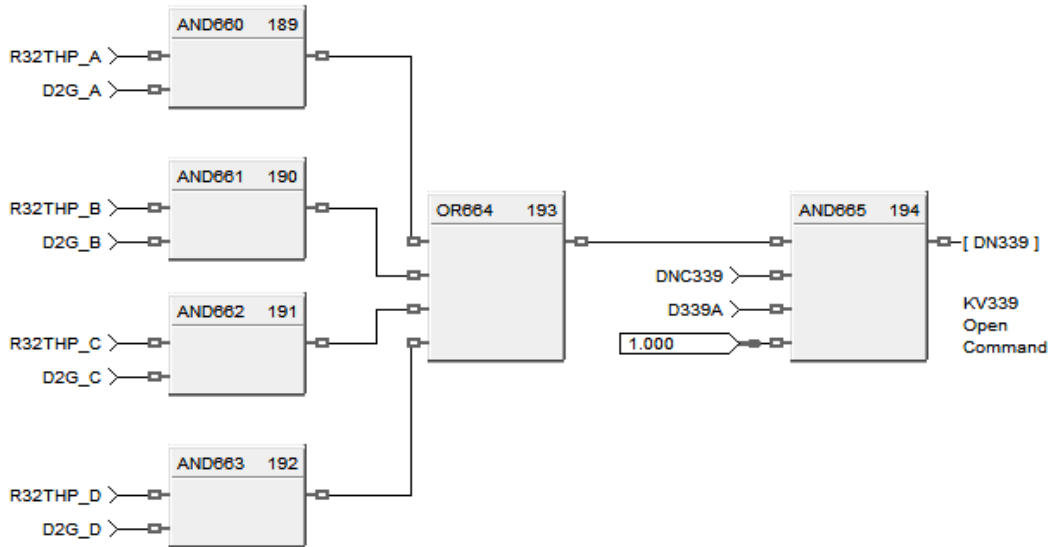 AND660 189
R32THP_A
D2G_A
AND661 190
R32THP_B
D2G_B
AND662 191
R32THP_C
D2G_C
AND663 192
R32THP_D
D2G_D
OR664 193
AND665 194
DNC339
D339A
1.000
[ DN339 ]
KV339
Open
Command